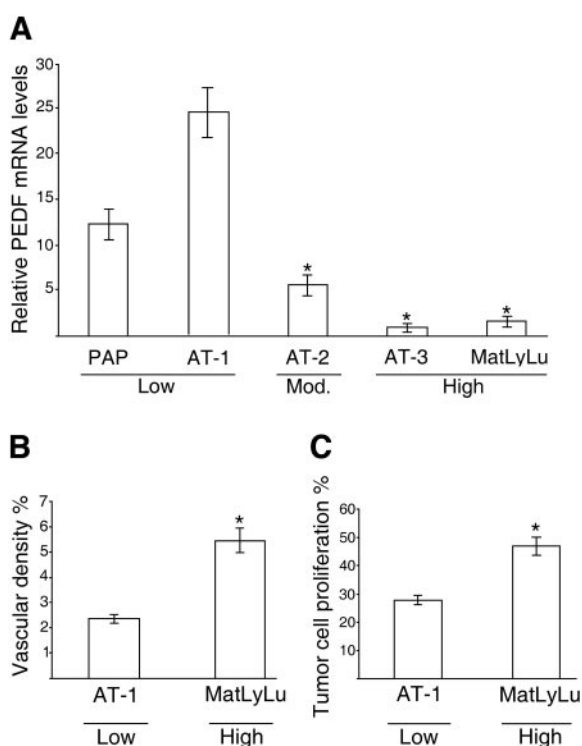 A
Relative PEDF mRNA levels
30
25
20
15
10
5
*
*
*
PAP AT-1 AT-2 AT-3 MatLyLu
Low Mod. High
B
Vascular density %
7
6
5
4
3
2
1
*
AT-1 MatLyLu
Low High
C
Tumor cell proliferation %
60
50
40
30
20
10
*
AT-1 MatLyLu
Low High